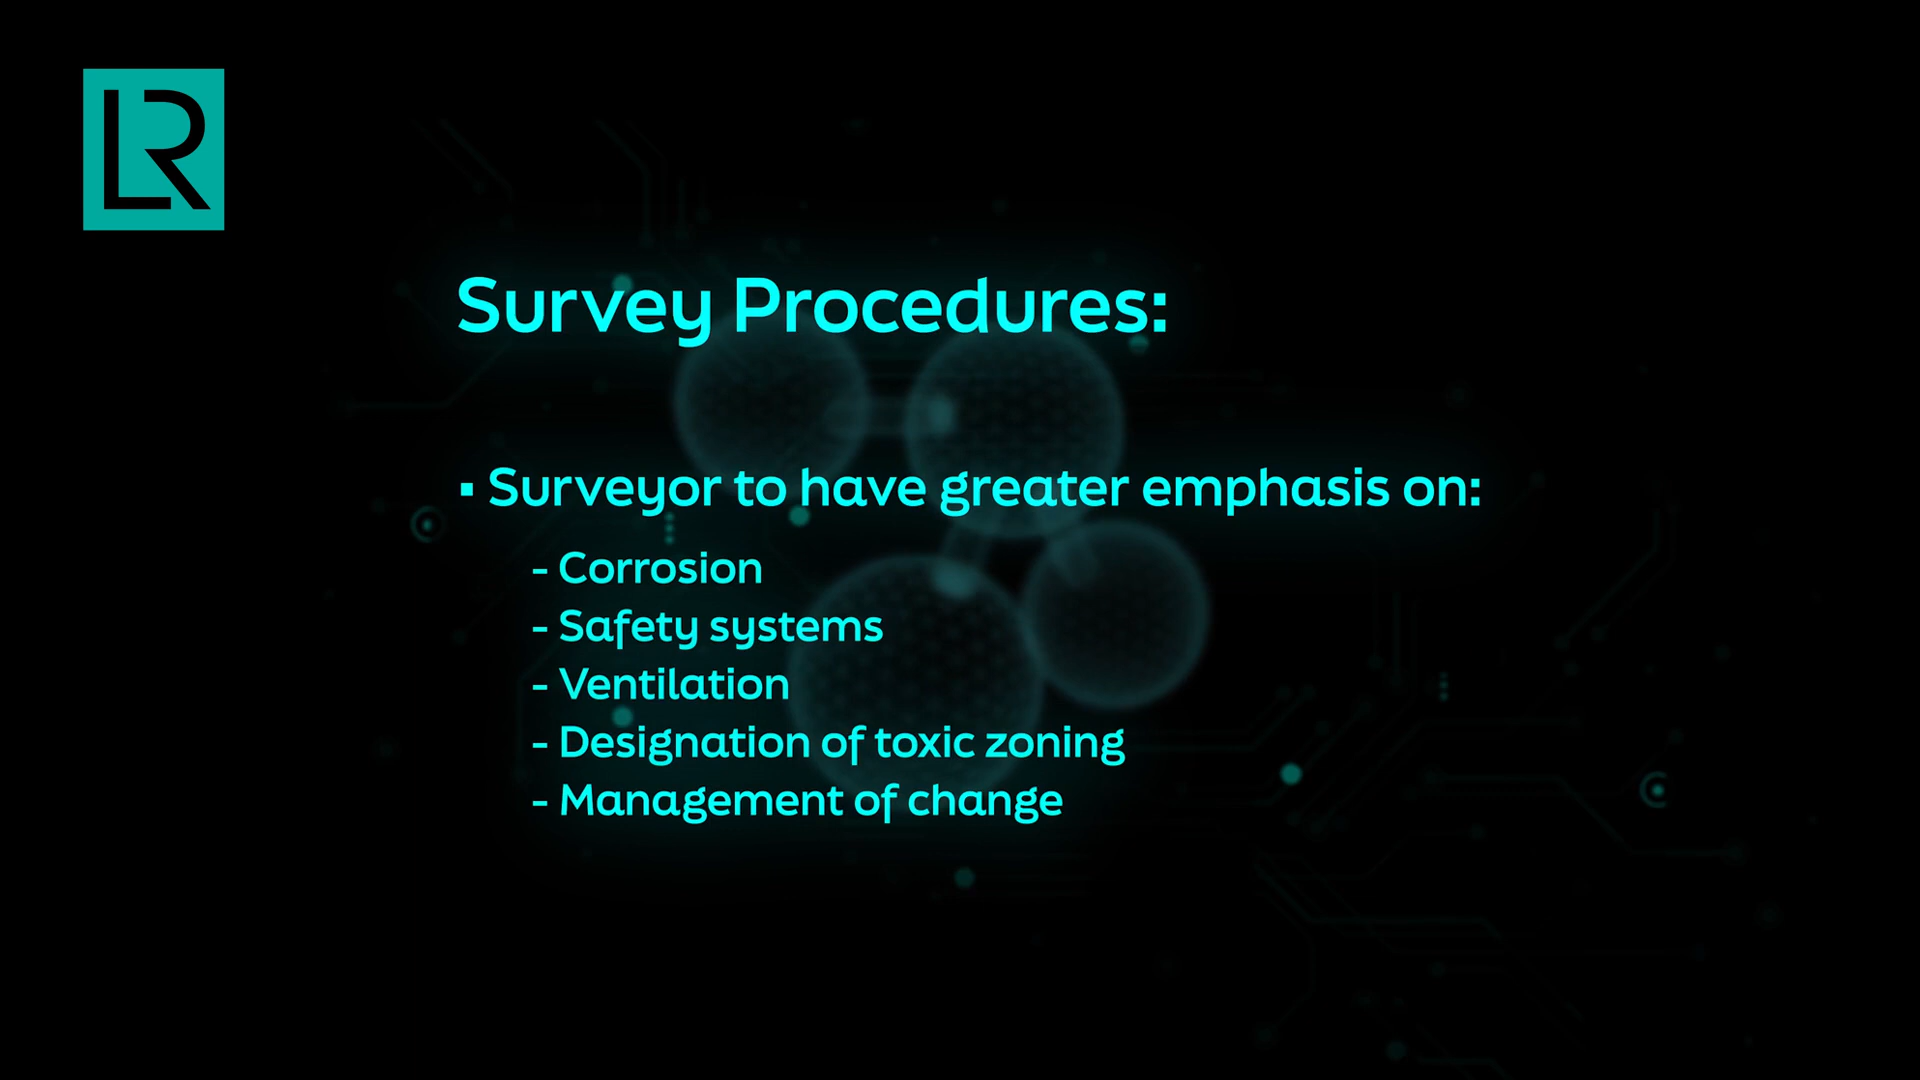 LR
Survey Procedures:
▪ Surveyor to have greater emphasis on:
- Corrosion
- Safety systems
- Ventilation
- Designation of toxic zoning
- Management of change